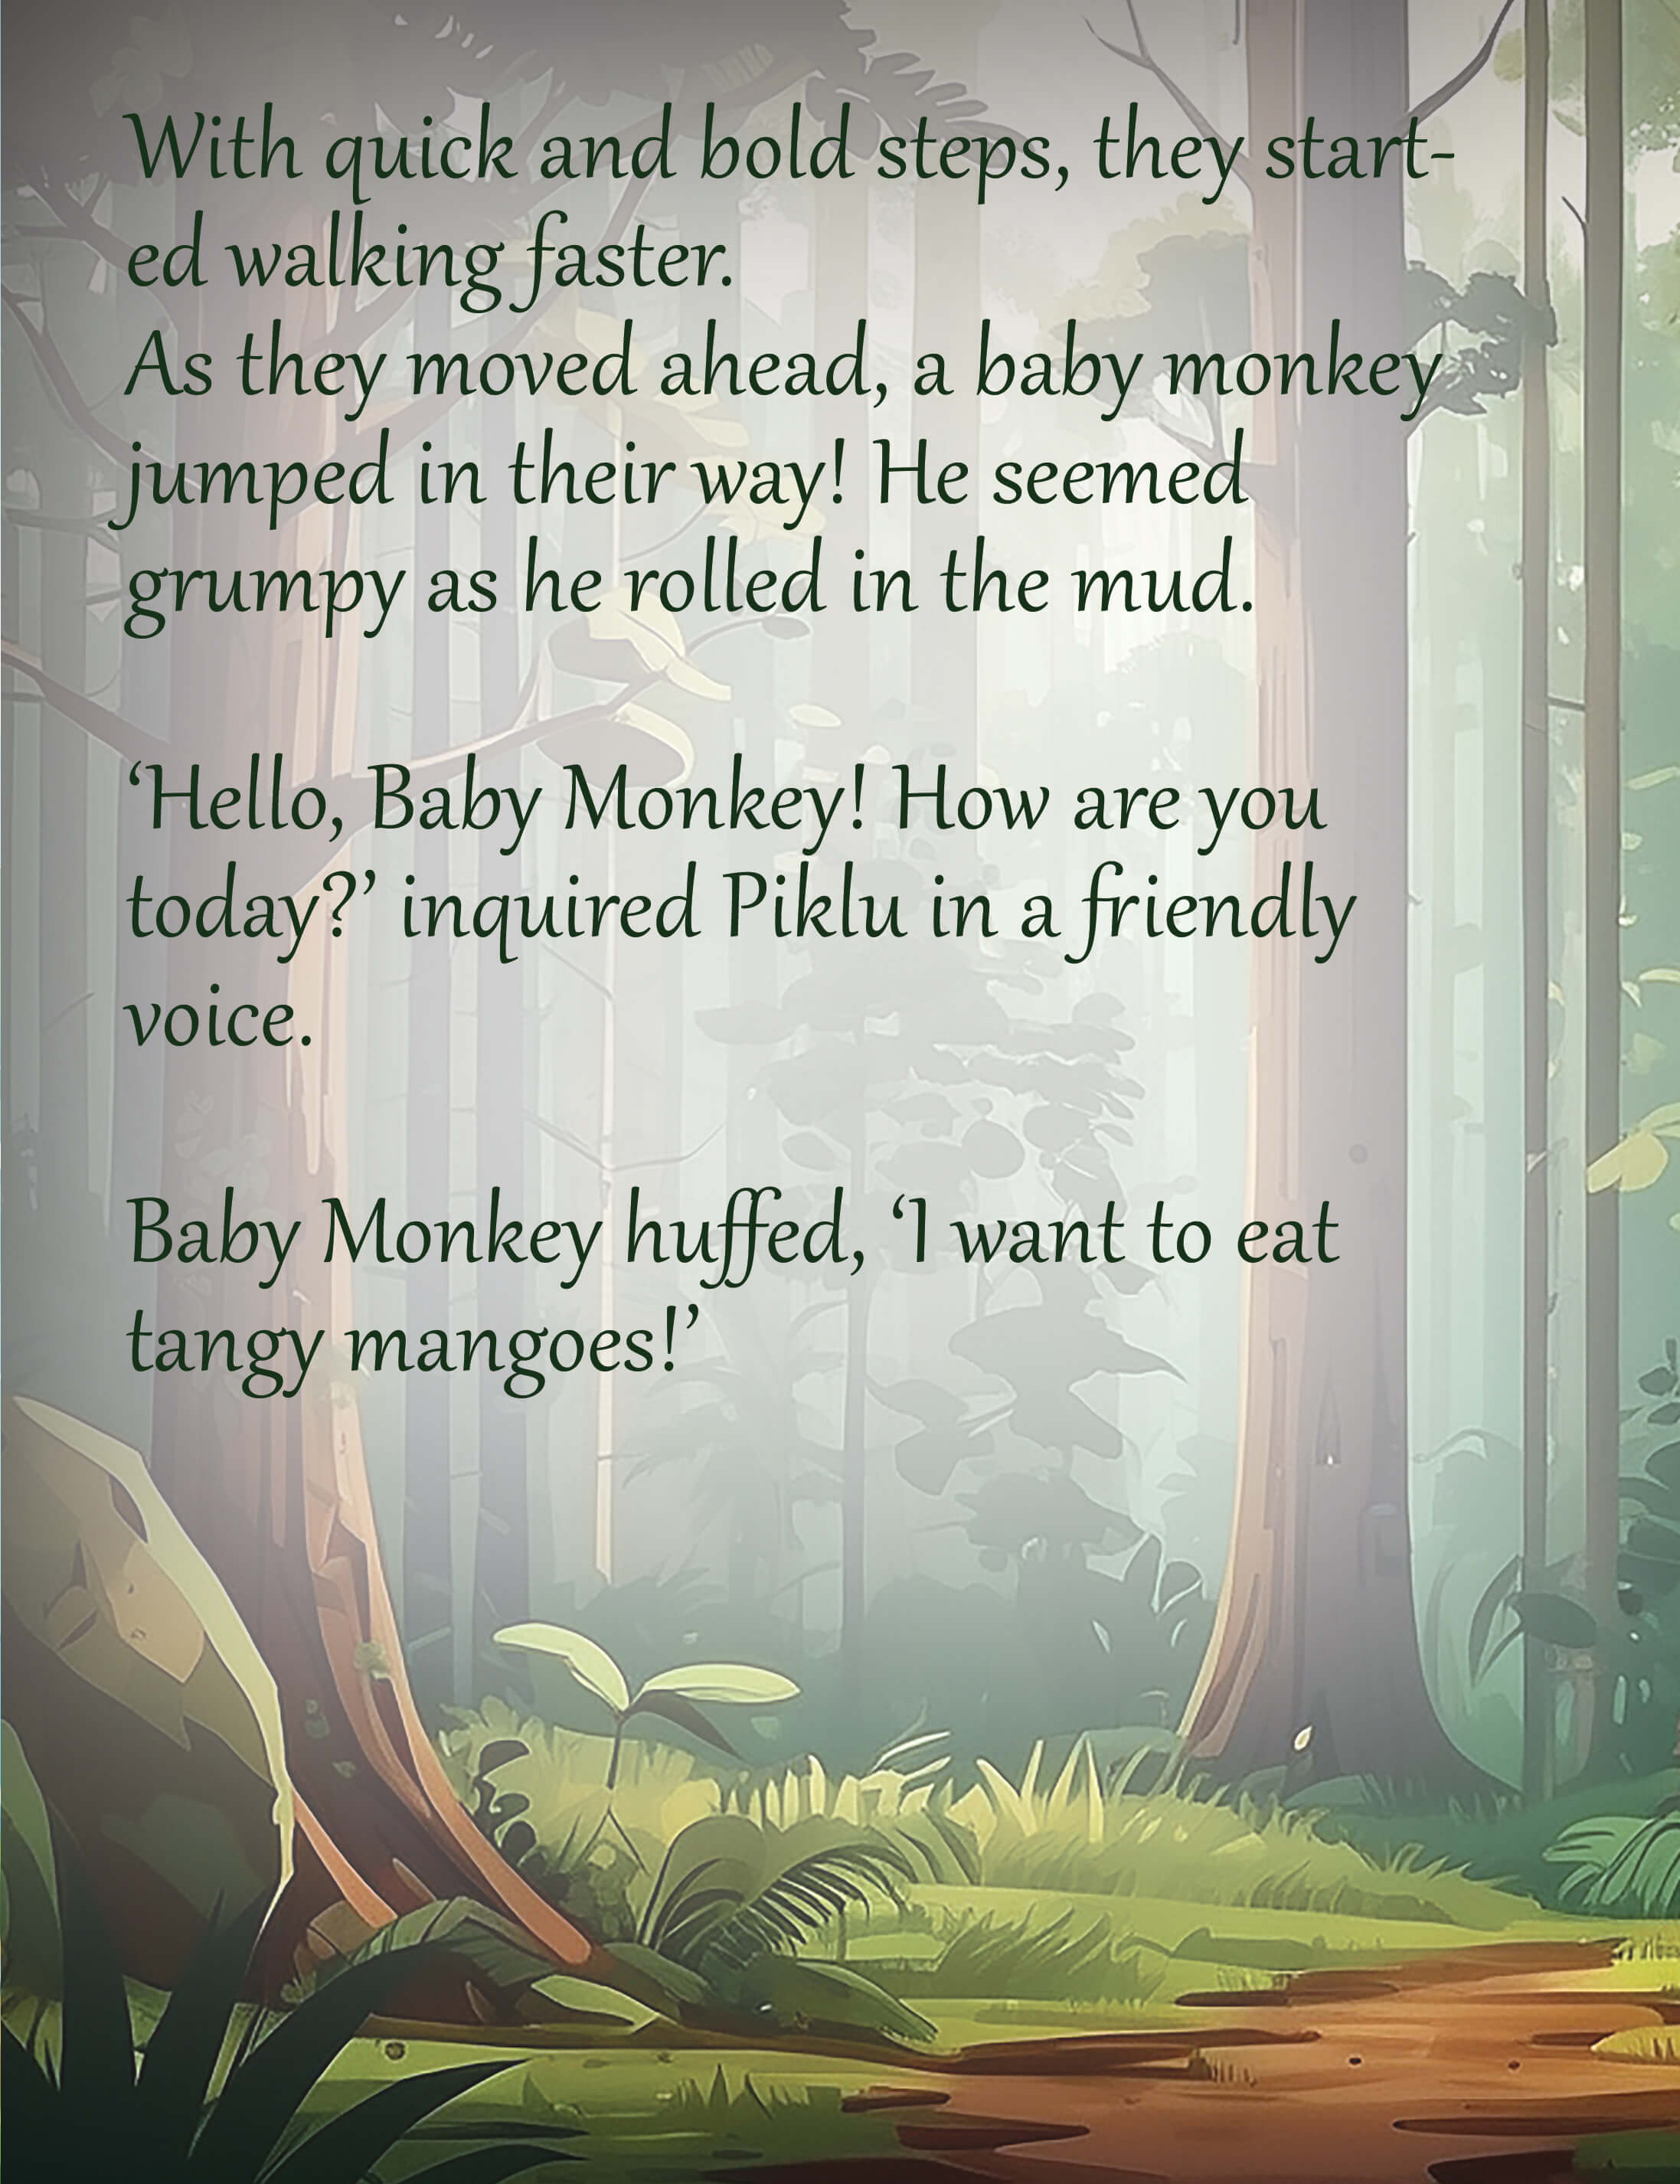 With quick and bold steps, they start-
ed walking faster.
As they moved ahead, a baby monkey
jumped in their way! He seemed
grumpy as he rolled in the mud.
‘Hello, Baby Monkey! How are you
today?’ inquired Piklu in a friendly
voice.
Baby Monkey huffed, ‘I want to eat
tangy mangoes!’